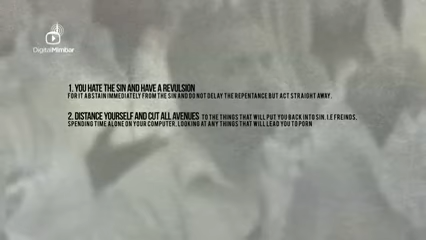 DigitalMimbar
1. YOU HATE THE SIN AND HAVE A REVULSION
FOR IT ABSTAIN IMMEDIATELY FROM THE SIN AND DO NOT DELAY THE REPENTANCE BUT ACT STRAIGHT AWAY.
2. DISTANCE YOURSELF AND CUT ALL AVENUES TO THE THINGS THAT WILL PUT YOU BACK INTO SIN. I.E FREINDS,
SPENDING TIME ALONE ON YOUR COMPUTER, LOOKING AT ANY THINGS THAT WILL LEAD YOU TO PORN